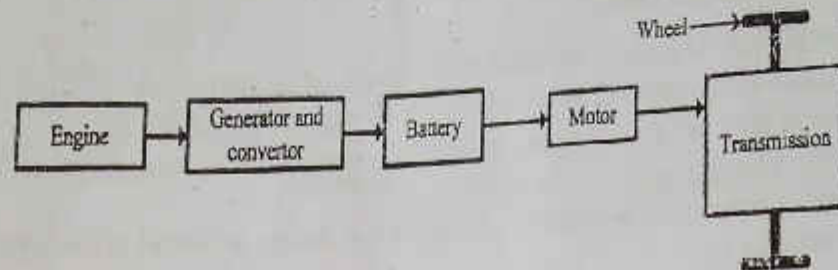 Wheel
Engine
Generator and
convertor
Battery
Motor
Transmission